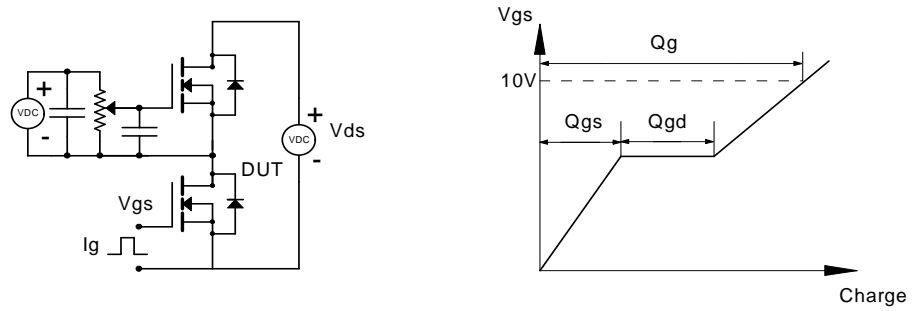 +
VDC
-
+
VDC
-
Vds
DUT
Vgs
Ig
Vgs
Qg
10V
Qgs
Qgd
Charge